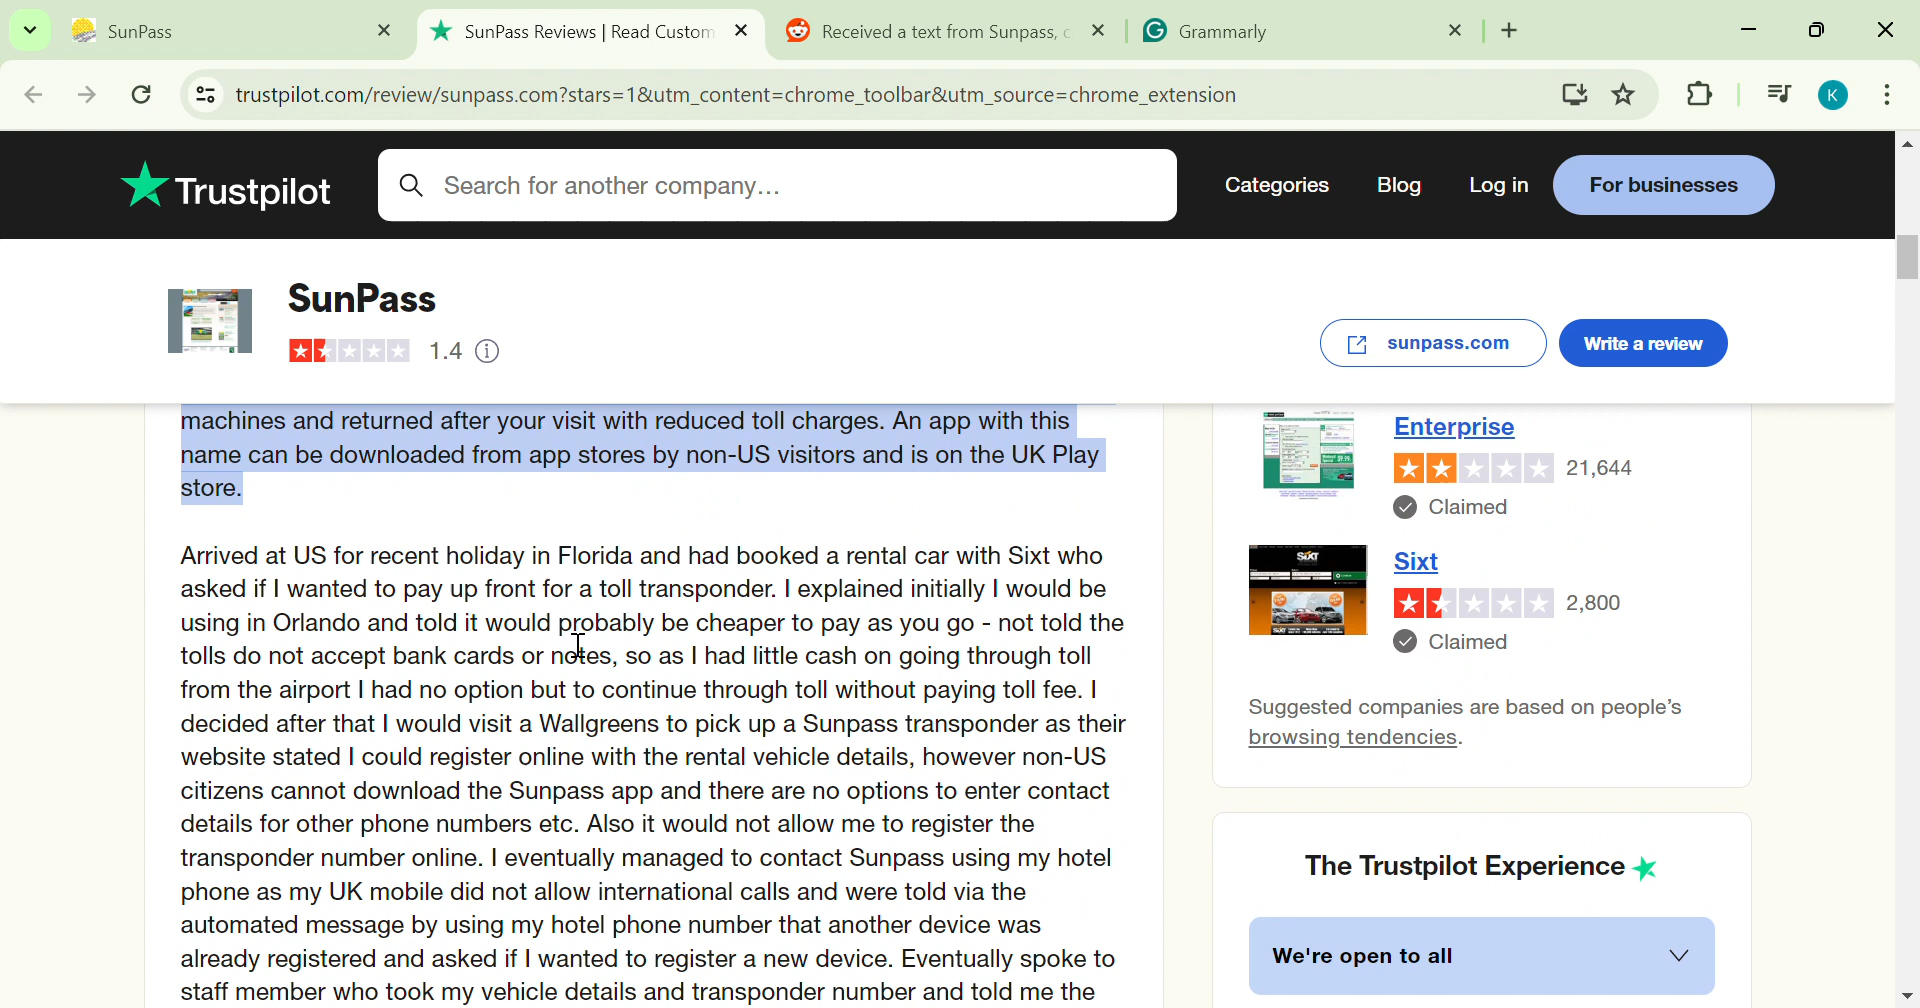 SunPass
SunPass Reviews | Read Custom
Received a text from Sunpass, c
Grammarly
trustpilot.com/review/sunpass.com?stars=1&utm_content=chrome_toolbar&utm_source=chrome_extension
K
Trustpilot
Search for another company...
Categories
Blog
Log in
For businesses
SunPass
1.4
sunpass.com
Write a review
machines and returned after your visit with reduced toll charges. An app with this
name can be downloaded from app stores by non-US visitors and is on the UK Play
store.
Arrived at US for recent holiday in Florida and had booked a rental car with Sixt who
asked if I wanted to pay up front for a toll transponder. I explained initially I would be
using in Orlando and told it would probably be cheaper to pay as you go - not told the
tolls do not accept bank cards or notes, so as I had little cash on going through toll
from the airport I had no option but to continue through toll without paying toll fee. I
decided after that I would visit a Wallgreens to pick up a Sunpass transponder as their
website stated I could register online with the rental vehicle details, however non-US
citizens cannot download the Sunpass app and there are no options to enter contact
details for other phone numbers etc. Also it would not allow me to register the
transponder number online. I eventually managed to contact Sunpass using my hotel
phone as my UK mobile did not allow international calls and were told via the
automated message by using my hotel phone number that another device was
already registered and asked if I wanted to register a new device. Eventually spoke to
staff member who took my vehicle details and transponder number and told me the
Enterprise
21,644
Claimed
SIXT
Sixt
2,800
Claimed
Suggested companies are based on people's
browsing tendencies.
The Trustpilot Experience
We're open to all